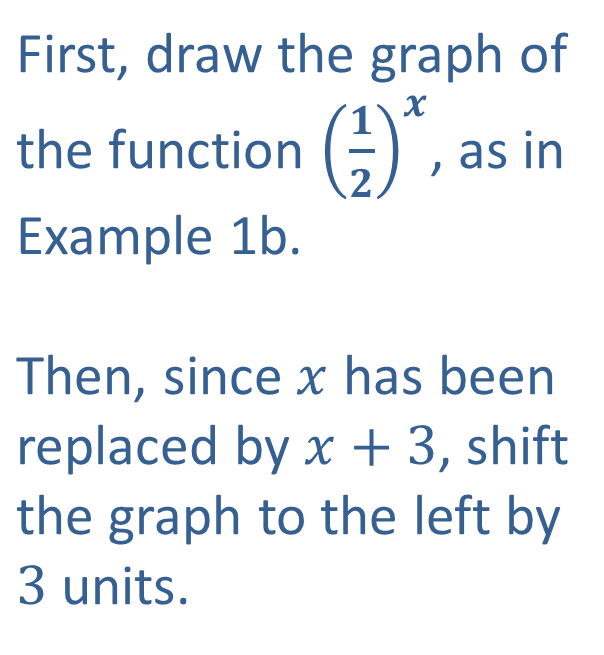 First, draw the graph of
the function (1/2)^x, as in
Example 1b.
Then, since x has been
replaced by x + 3, shift
the graph to the left by
3 units.